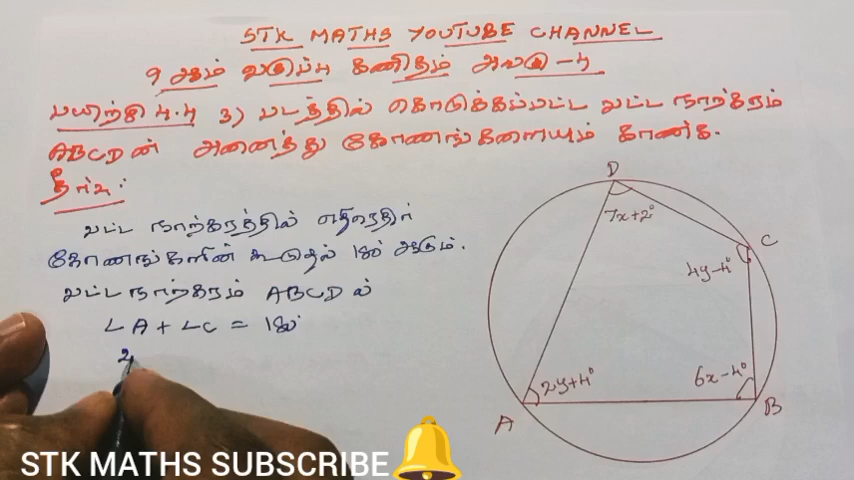 STK MATHS YOUTUBE CHANNEL
9 ஆம் வகுப்பு கணிதம் அலகு - 4
பயிற்சி 4.4 3) படத்தில் கொடுக்கப்பட்ட வட்ட நாற்கரம்
ABCD ன் அனைத்து கோணங்களையும் காண்க.
தீர்வு:
வட்ட நாற்கரத்தில் எதிரெதிர்
கோணங்களின் கூடுதல் 180° ஆகும்.
வட்ட நாற்கரம் ABCD ல்
∠A + ∠C = 180°
2y
D
7x+2°
C
4y-4°
2y+4°
6x-4°
A
B
STK MATHS SUBSCRIBE